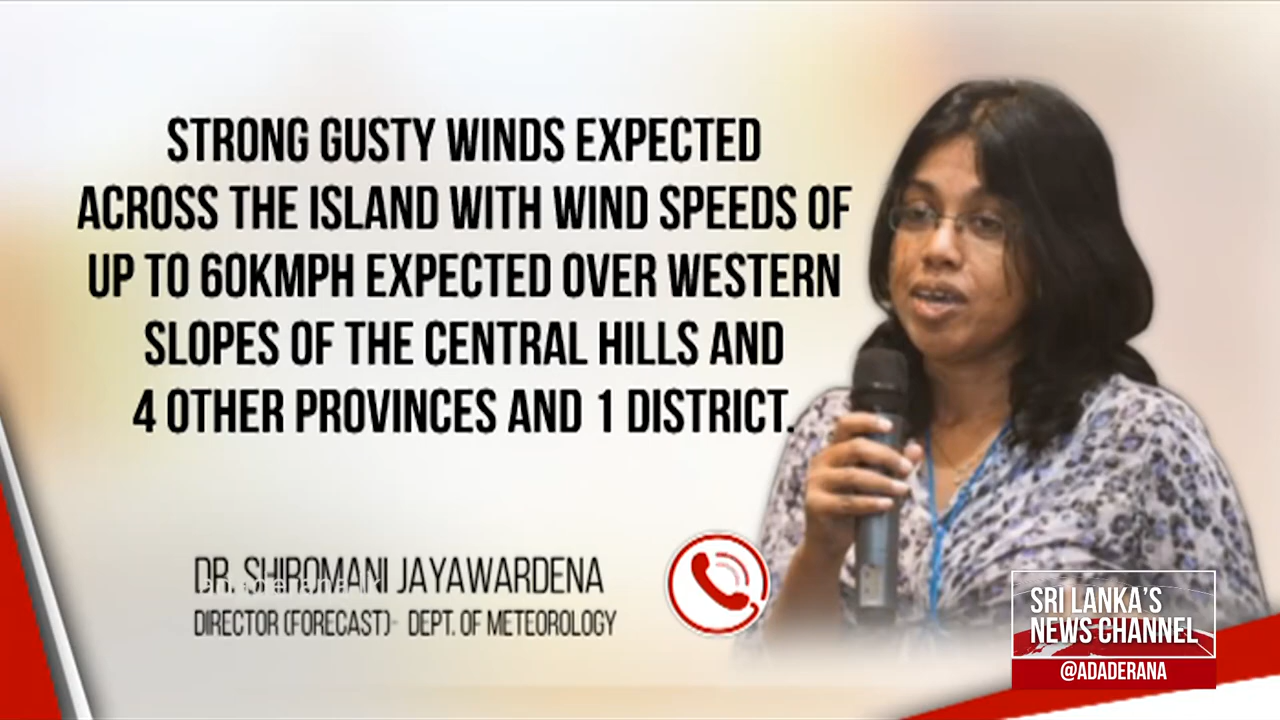 STRONG GUSTY WINDS EXPECTED
ACROSS THE ISLAND WITH WIND SPEEDS OF
UP TO 60KMPH EXPECTED OVER WESTERN
SLOPES OF THE CENTRAL HILLS AND
4 OTHER PROVINCES AND 1 DISTRICT.
DR. SHIROMANI JAYAWARDENA
DIRECTOR (FORECAST)- DEPT. OF METEOROLOGY
SRI LANKA'S
NEWS CHANNEL
@ADADERANA